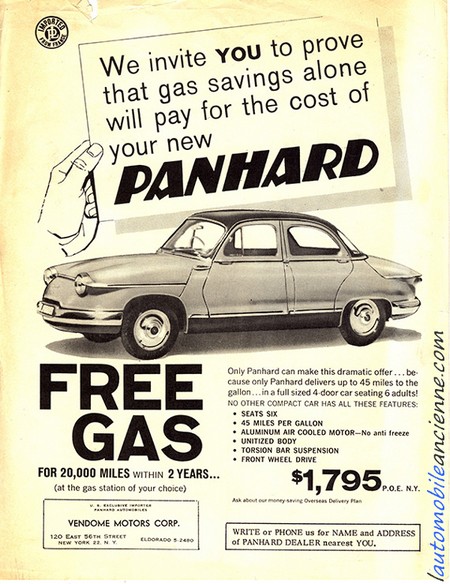 IMPORTED
PL
FROM FRANCE
We invite YOU to prove
that gas savings alone
will pay for the cost of
your new
PANHARD
FREE
GAS
FOR 20,000 MILES WITHIN 2 YEARS...
(at the gas station of your choice)
U. S. EXCLUSIVE IMPORTER
PANHARD AUTOMOBILES
VENDOME MOTORS CORP.
120 EAST 56TH STREET
NEW YORK 22, N. Y.
ELDORADO 5-2480
Only Panhard can make this dramatic offer...be-
cause only Panhard delivers up to 45 miles to the
gallon...in a full sized 4-door car seating 6 adults!
NO OTHER COMPACT CAR HAS ALL THESE FEATURES:
• SEATS SIX
• 45 MILES PER GALLON
• ALUMINUM AIR COOLED MOTOR—No anti freeze
• UNITIZED BODY
• TORSION BAR SUSPENSION
• FRONT WHEEL DRIVE
$1,795 P.O.E. N.Y.
Ask about our money saving Overseas Delivery Plan
WRITE or PHONE us for NAME and ADDRESS
of PANHARD DEALER nearest YOU.
lautomobileancienne.com